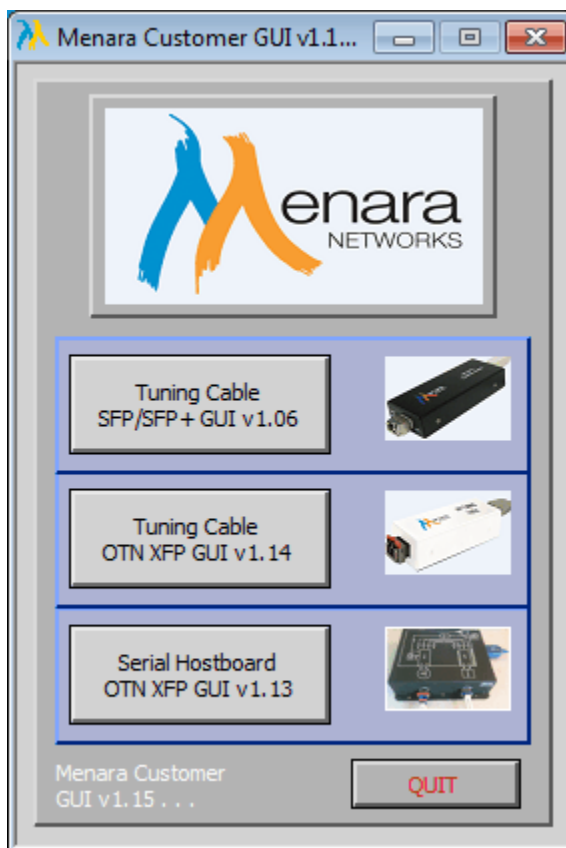 Menara Customer GUI v1.1...
Menara
NETWORKS
Tuning Cable
SFP/SFP+ GUI v1.06
Tuning Cable
OTN XFP GUI v1.14
Serial Hostboard
OTN XFP GUI v1.13
Menara Customer
GUI v1.15 . . .
QUIT